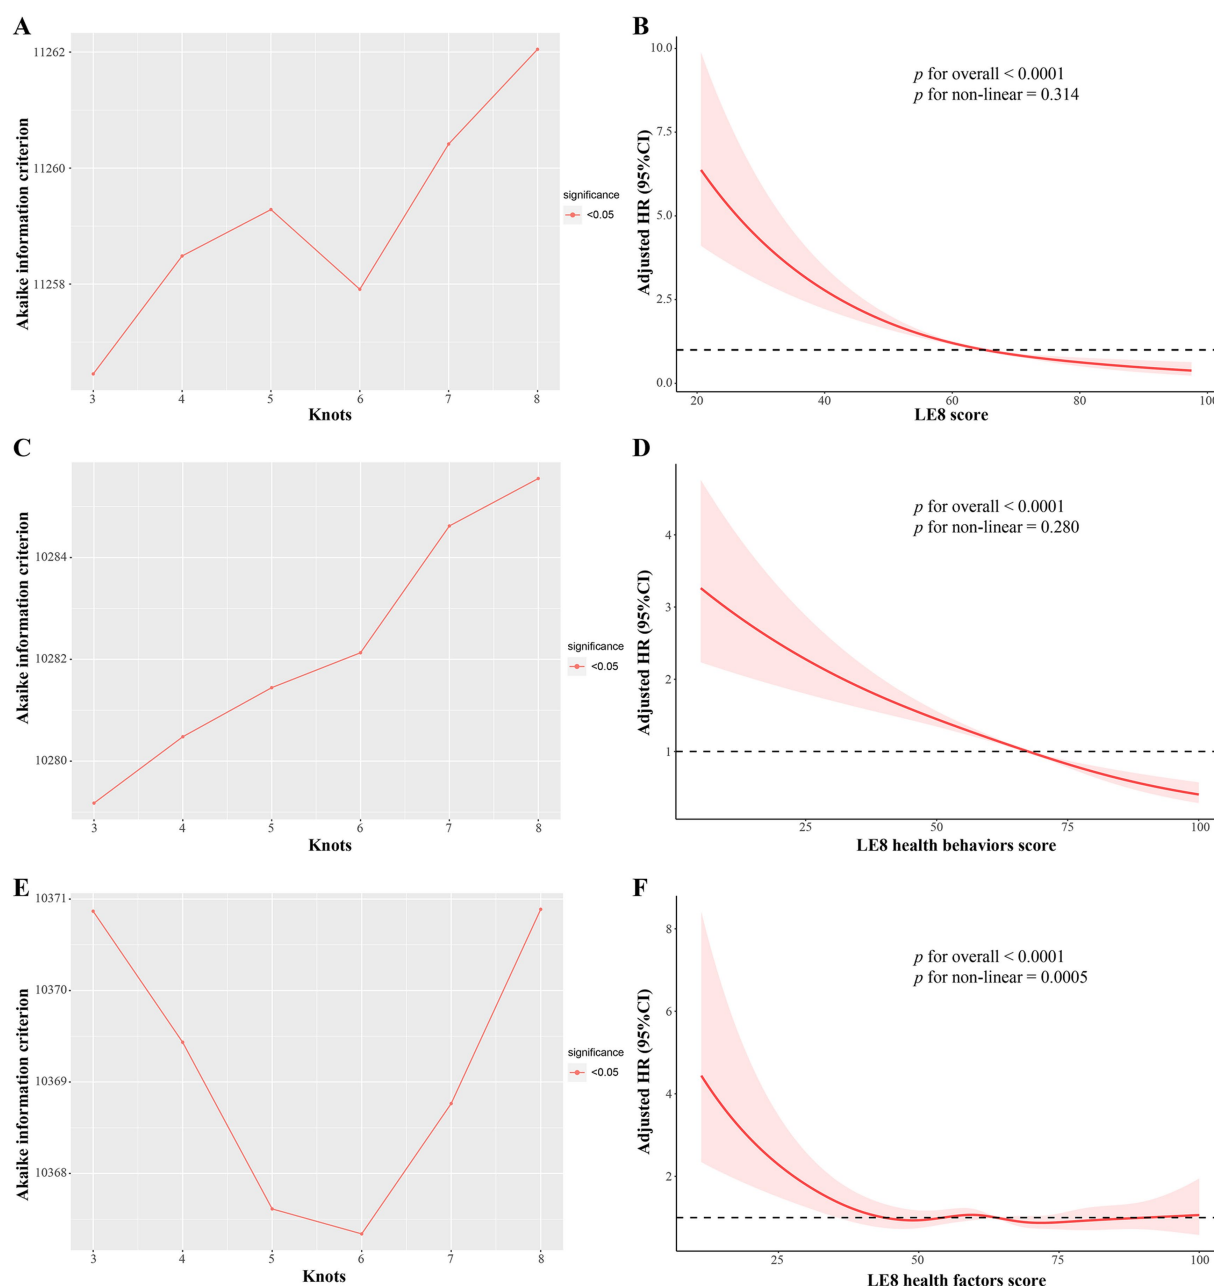 A
11262
11260
11258
Akaike information criterion
3 4 5 6 7 8
Knots
significance
<0.05
B
10.0
7.5
5.0
2.5
0.0
Adjusted HR (95%CI)
p for overall < 0.0001
p for non-linear = 0.314
20 40 60 80 100
LE8 score
C
10284
10282
10280
Akaike information criterion
3 4 5 6 7 8
Knots
significance
<0.05
D
4
3
2
1
Adjusted HR (95%CI)
p for overall < 0.0001
p for non-linear = 0.280
25 50 75 100
LE8 health behaviors score
E
10371
10370
10369
10368
Akaike information criterion
3 4 5 6 7 8
Knots
significance
<0.05
F
8
6
4
2
Adjusted HR (95%CI)
p for overall < 0.0001
p for non-linear = 0.0005
25 50 75 100
LE8 health factors score